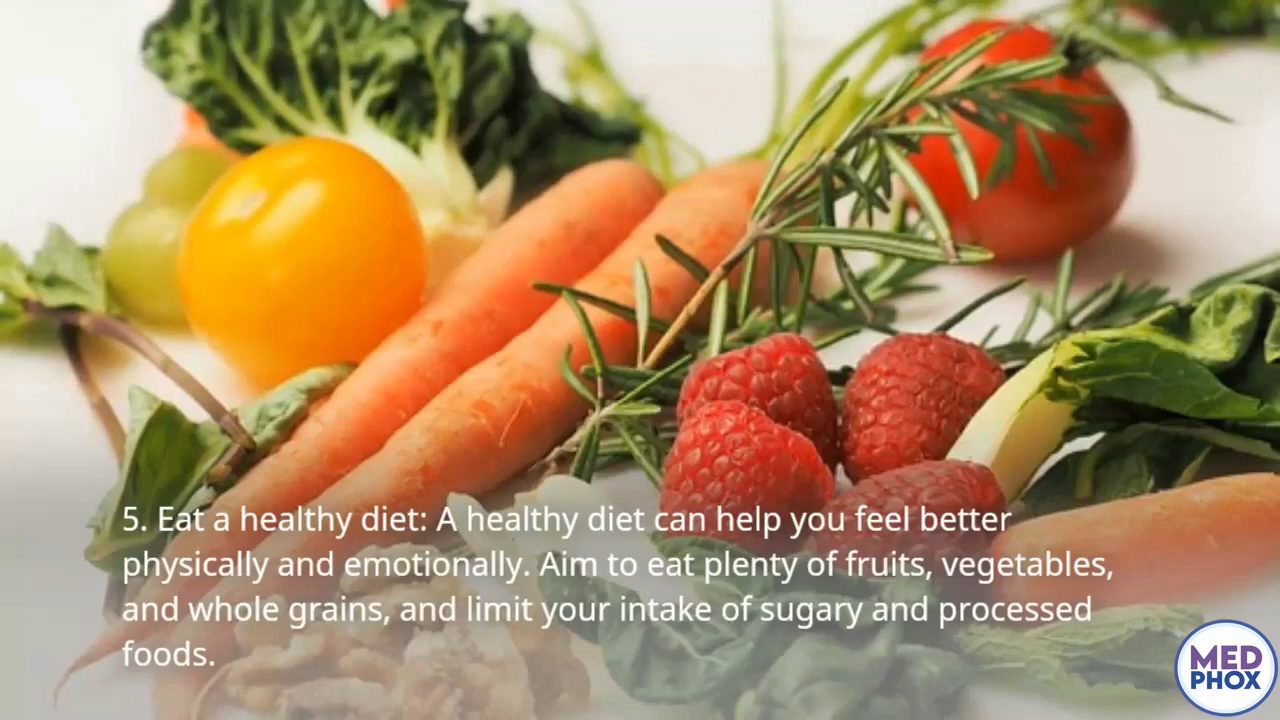 5. Eat a healthy diet: A healthy diet can help you feel better
physically and emotionally. Aim to eat plenty of fruits, vegetables,
and whole grains, and limit your intake of sugary and processed
foods.
MED
PHOX